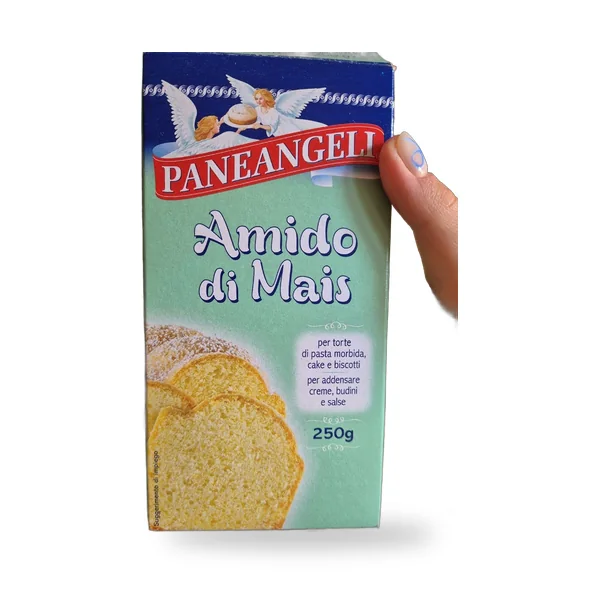 PANEANGELI
Amido
di Mais
per torte
di pasta morbida,
cake e biscotti
per addensare
creme, budini
e salse
250g
Suggerimento di impiego